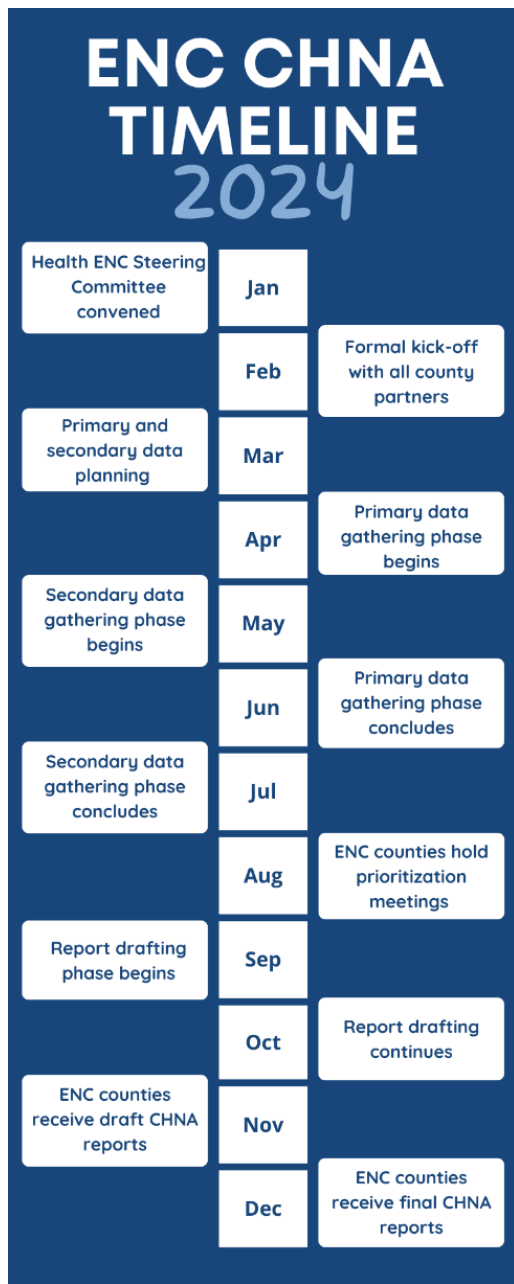 ENC CHNA
TIMELINE
2024
Health ENC Steering
Committee
convened
Jan
Feb
Formal kick-off
with all county
partners
Primary and
secondary data
planning
Mar
Apr
Primary data
gathering phase
begins
Secondary data
gathering phase
begins
May
Jun
Primary data
gathering phase
concludes
Secondary data
gathering phase
concludes
Jul
Aug
ENC counties hold
prioritization
meetings
Report drafting
phase begins
Sep
Oct
Report drafting
continues
ENC counties
receive draft CHNA
reports
Nov
Dec
ENC counties
receive final CHNA
reports